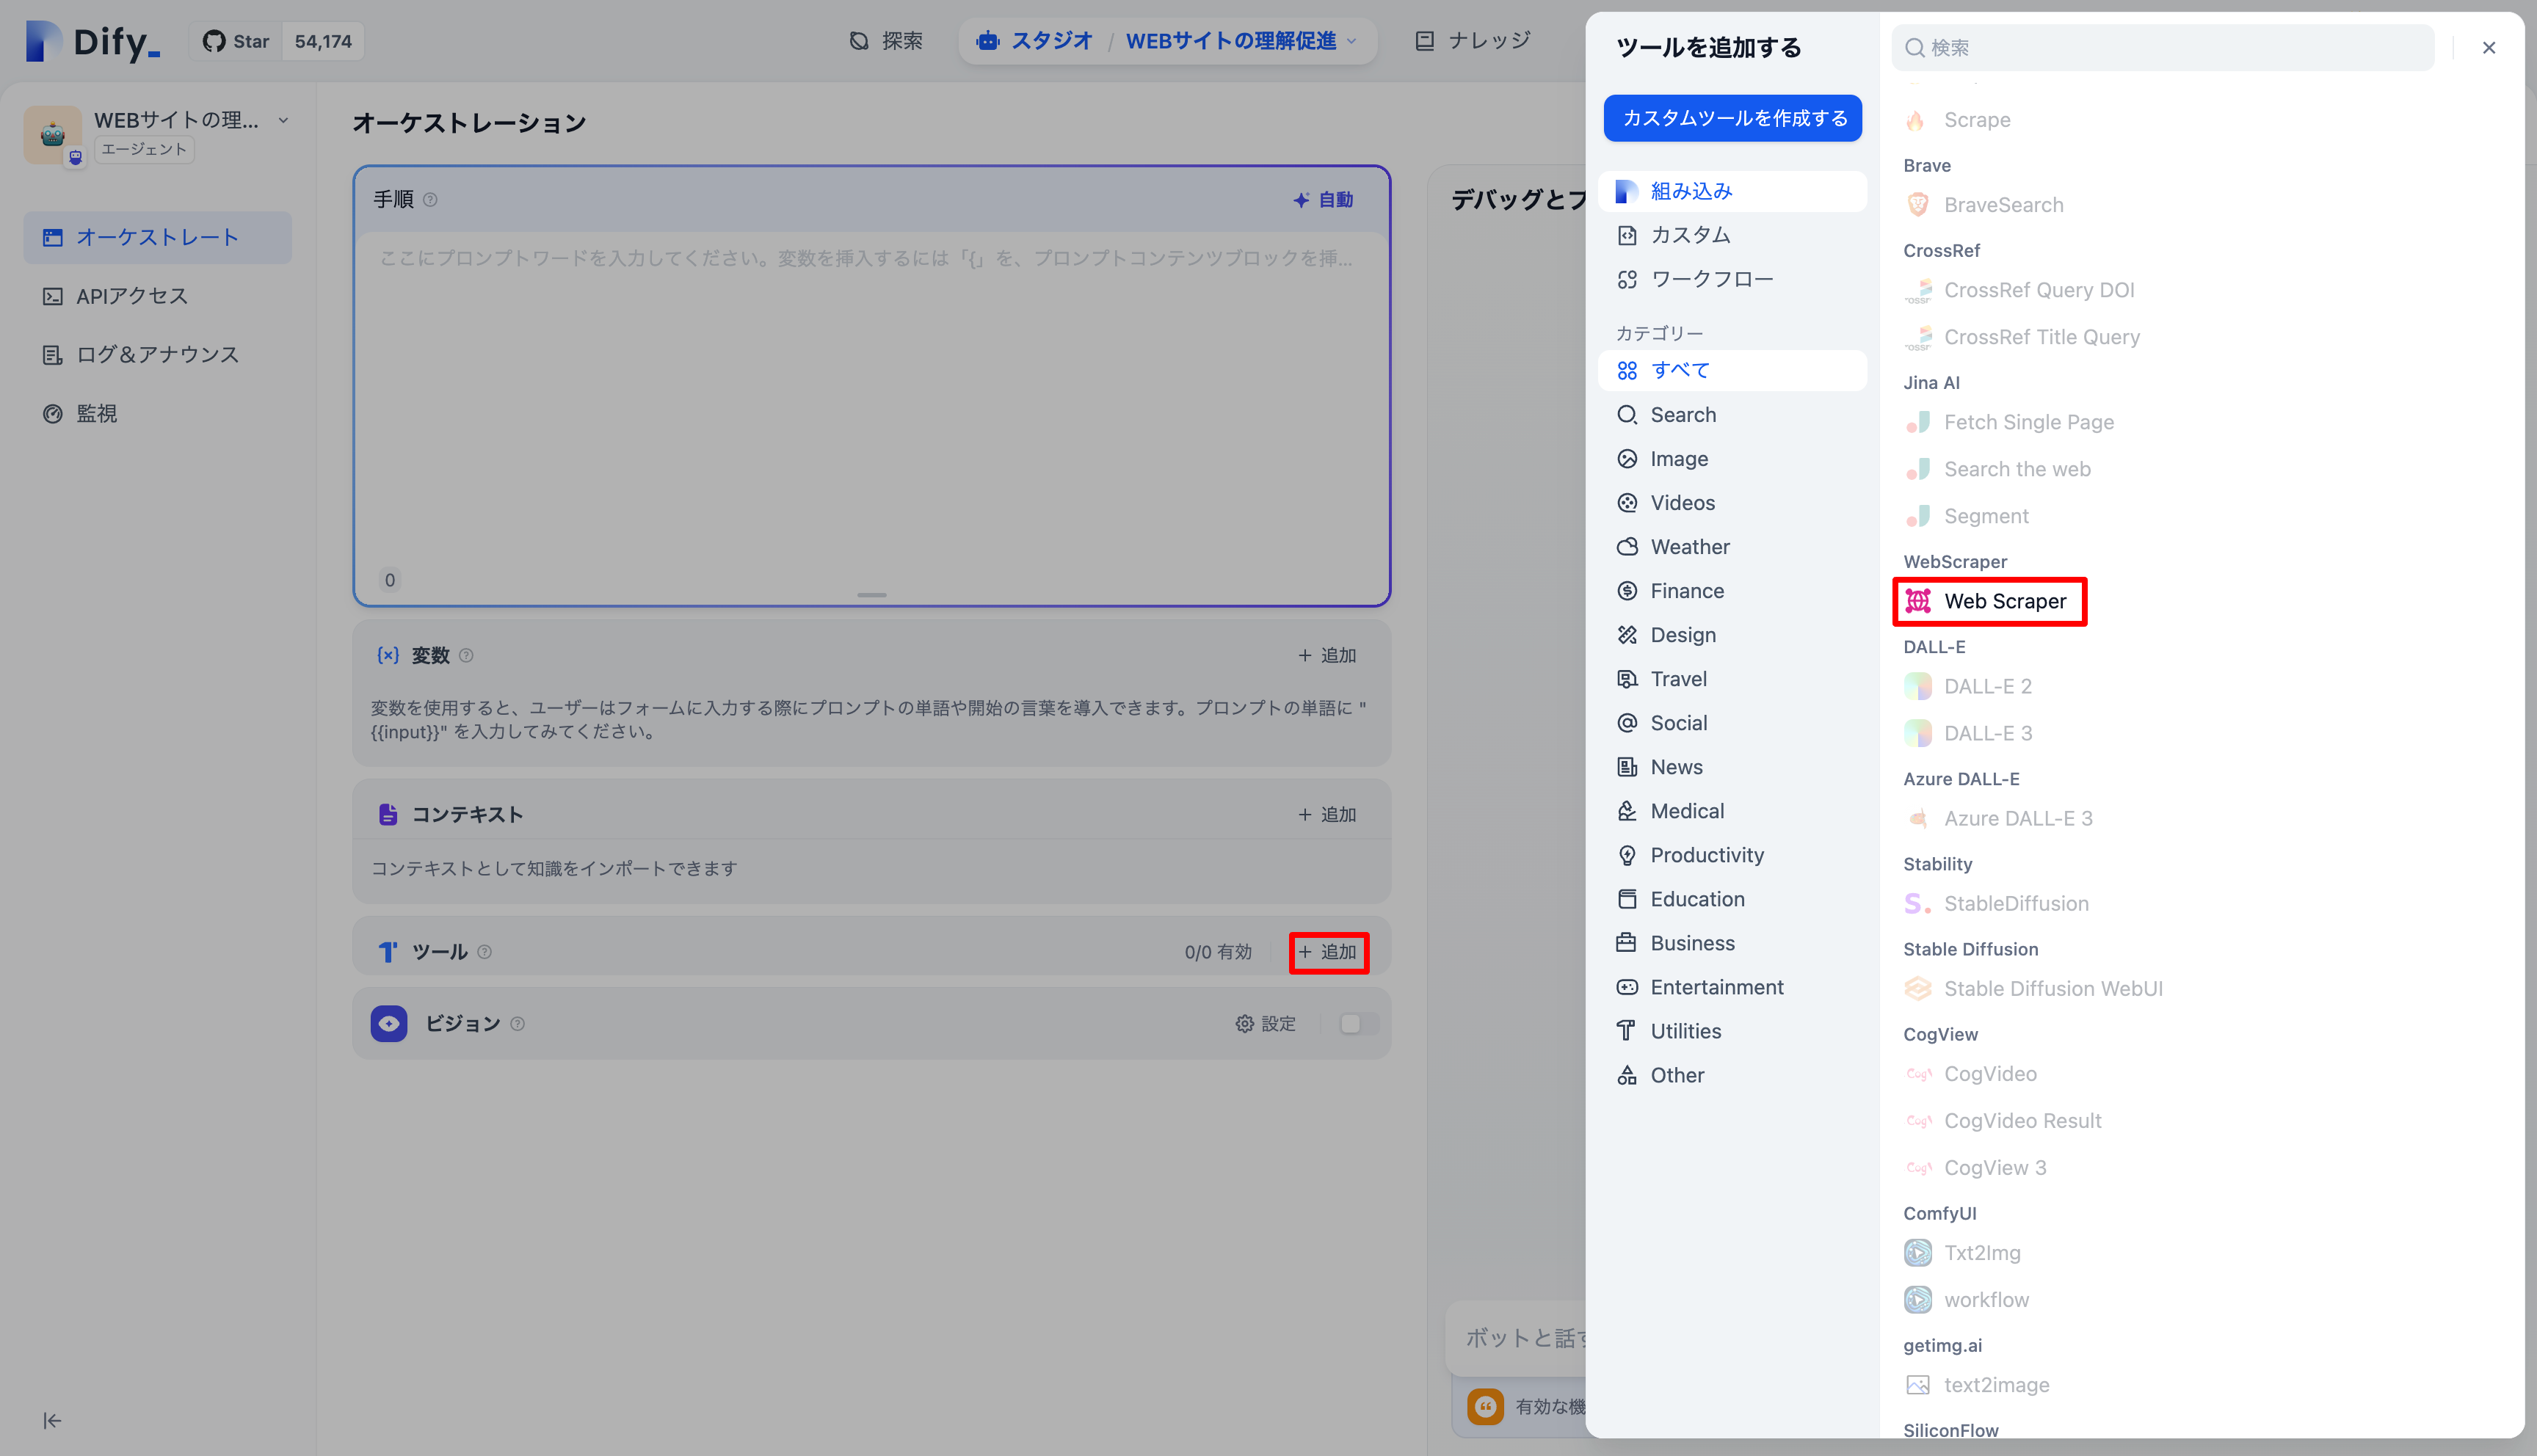 Dify_
Star 54,174
探索
スタジオ / WEBサイトの理解促進
ナレッジ
WEBサイトの理...
エージェント
オーケストレート
APIアクセス
ログ＆アナウンス
監視
オーケストレーション
手順
自動
ここにプロンプトワードを入力してください。変数を挿入するには「{」を、プロンプトコンテンツブロックを挿...
0
{x} 変数
+ 追加
変数を使用すると、ユーザーはフォームに入力する際にプロンプトの単語や開始の言葉を導入できます。プロンプトの単語に "
{{input}}" を入力してみてください。
コンテキスト
+ 追加
コンテキストとして知識をインポートできます
ツール
0/0 有効
+ 追加
ビジョン
設定
デバッグとプ
ボットと話す
有効な機
ツールを追加する
カスタムツールを作成する
組み込み
カスタム
ワークフロー
カテゴリー
すべて
Search
Image
Videos
Weather
Finance
Design
Travel
Social
News
Medical
Productivity
Education
Business
Entertainment
Utilities
Other
検索
Scrape
Brave
BraveSearch
CrossRef
CrossRef Query DOI
CrossRef Title Query
Jina AI
Fetch Single Page
Search the web
Segment
WebScraper
Web Scraper
DALL-E
DALL-E 2
DALL-E 3
Azure DALL-E
Azure DALL-E 3
Stability
StableDiffusion
Stable Diffusion
Stable Diffusion WebUI
CogView
CogVideo
CogVideo Result
CogView 3
ComfyUI
Txt2Img
workflow
getimg.ai
text2image
SiliconFlow